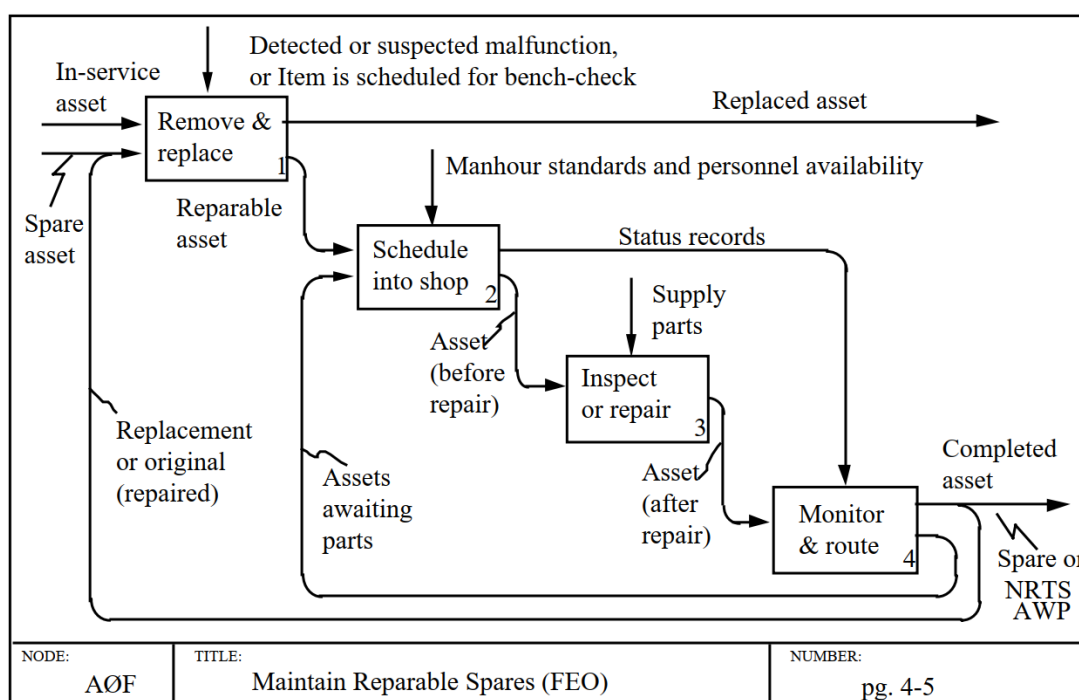 Detected or suspected malfunction,
or Item is scheduled for bench-check
In-service
asset
Remove &
replace
1
Replaced asset
Spare
asset
Reparable
asset
Manhour standards and personnel availability
Schedule
into shop
2
Status records
Supply
parts
Asset
(before
repair)
Inspect
or repair
3
Replacement
or original
(repaired)
Assets
awaiting
parts
Asset
(after
repair)
Monitor
& route
4
Completed
asset
Spare or
NRTS
AWP
NODE:
AØF
TITLE:
Maintain Reparable Spares (FEO)
NUMBER:
pg. 4-5